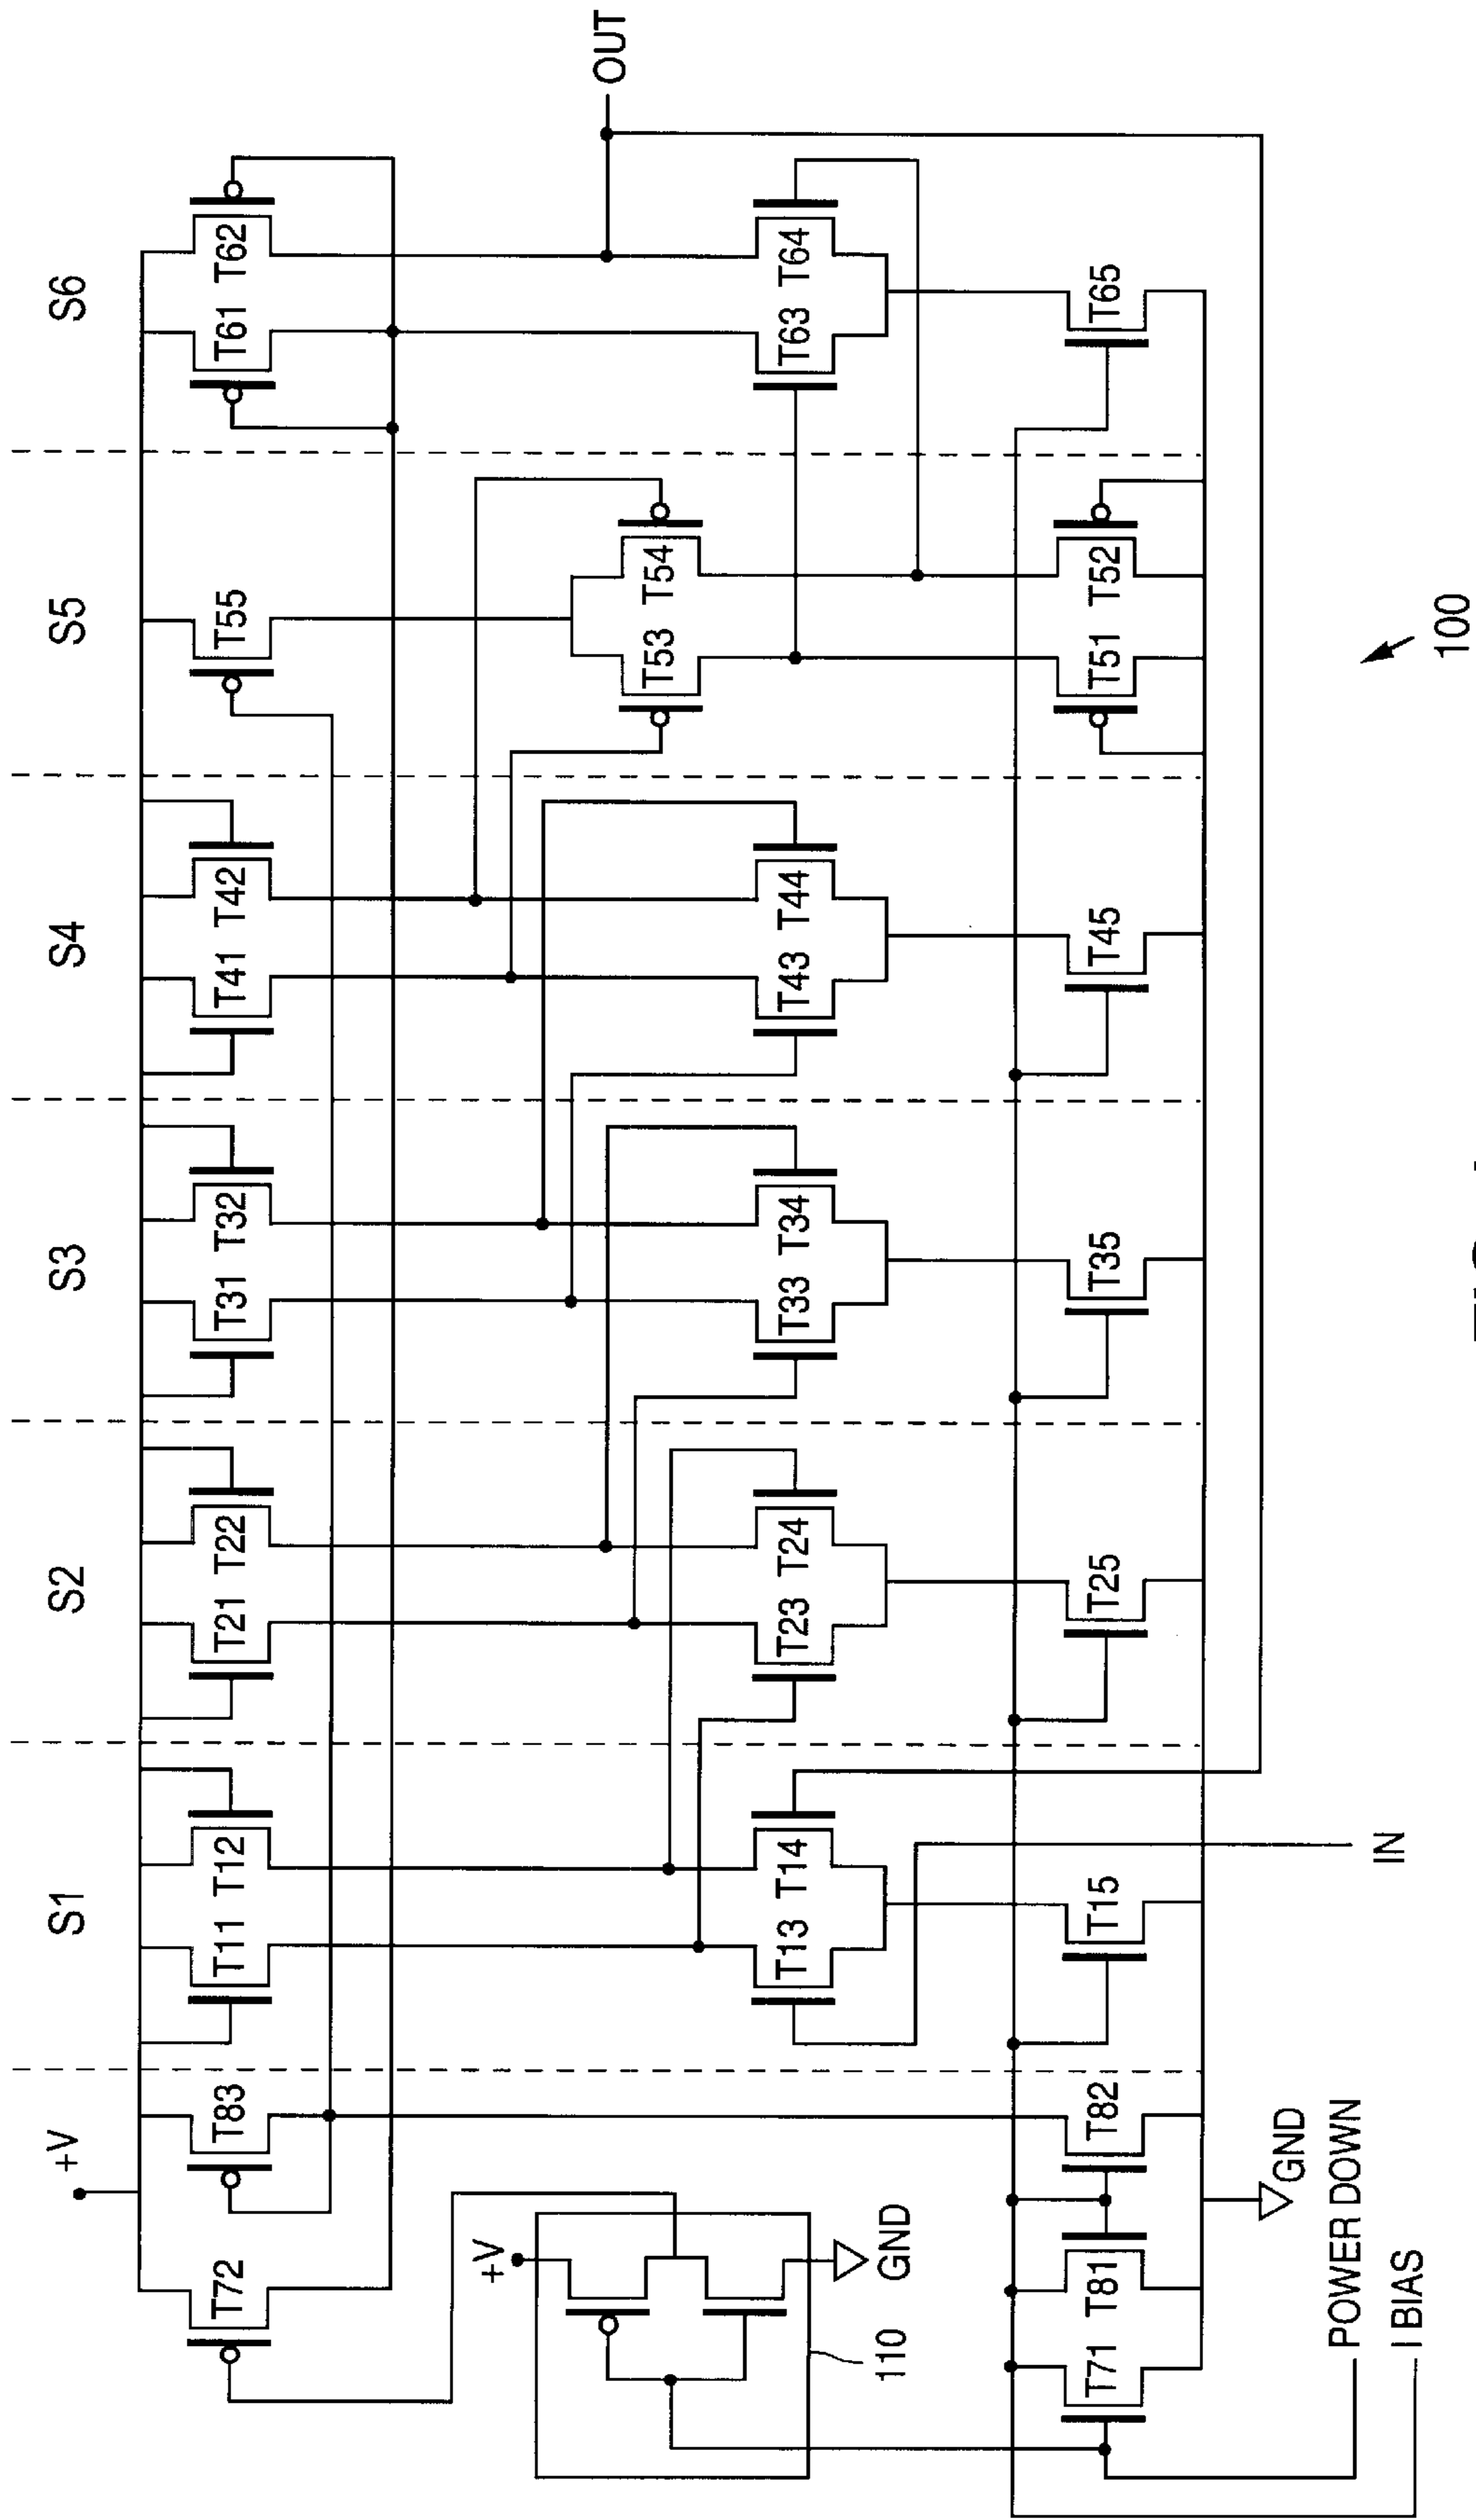 S1 S2 S3 S4 S5 S6
+V
T72 T83 T11 T12 T21 T22 T31 T32 T41 T42 T55 T61 T62
OUT
+V
T53 T54
110
GND
T13 T14 T23 T24 T33 T34 T43 T44 T63 T64
T71 T81 T82 T15 T25 T35 T45 T51 T52 T65
GND
POWER DOWN
I BIAS
IN
100